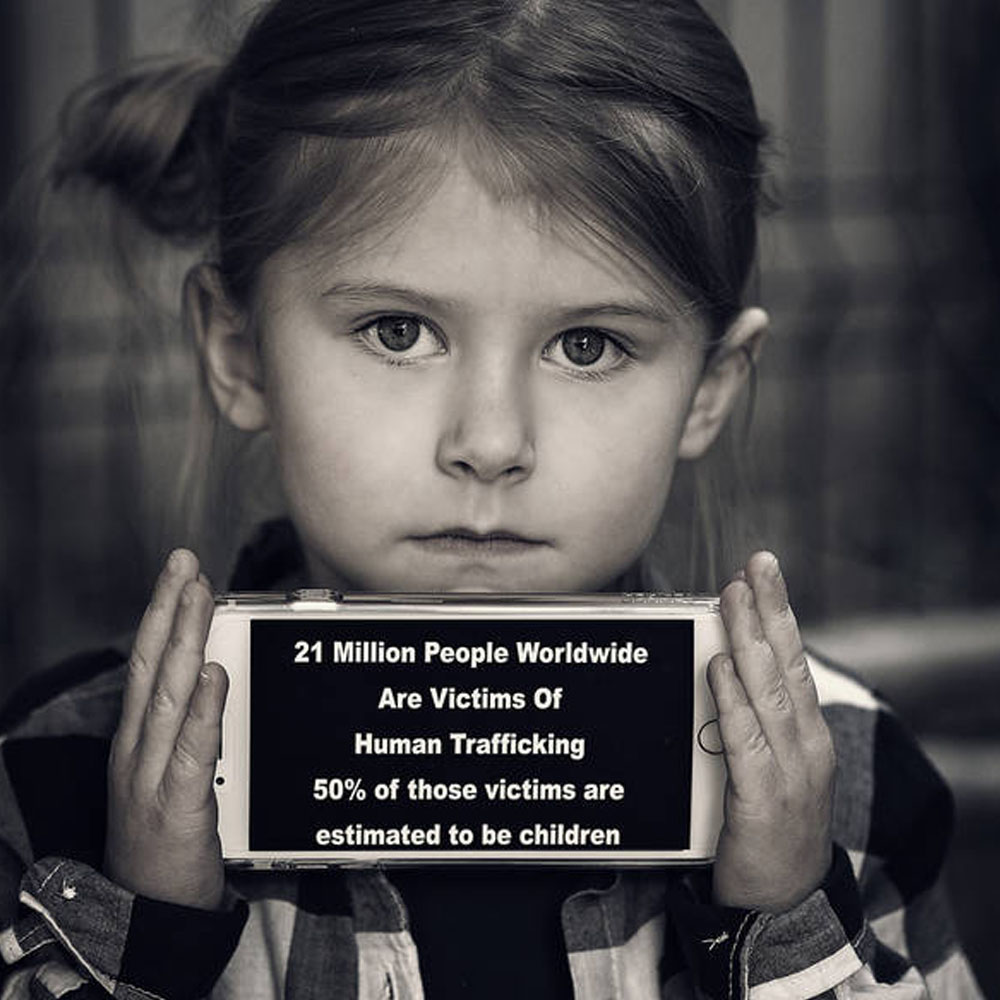 21 Million People Worldwide
Are Victims Of
Human Trafficking
50% of those victims are
estimated to be children